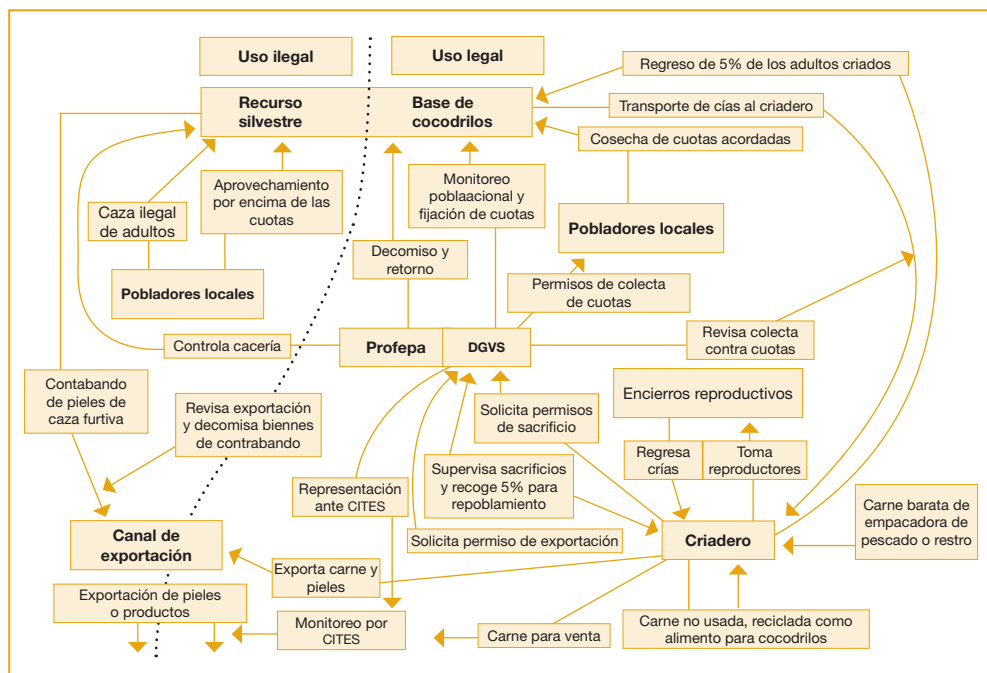 Uso ilegal
Uso legal
Regreso de 5% de los adultos criados
Recurso
silvestre
Base de
cocodrilos
Transporte de cías al criadero
Cosecha de cuotas acordadas
Caza ilegal
de adultos
Aprovechamiento
por encima de las
cuotas
Monitoreo
poblaacional y
fijación de cuotas
Pobladores locales
Decomiso y
retorno
Pobladores locales
Permisos de colecta
de cuotas
Controla cacería
Profepa
DGVS
Revisa colecta
contra cuotas
Contabando
de pieles de
caza furtiva
Revisa exportación
y decomisa biennes
de contrabando
Solicita permisos
de sacrificio
Encierros reproductivos
Regresa
crías
Toma
reproductores
Representación
ante CITES
Supervisa sacrificios
y recoge 5% para
repoblamiento
Carne barata de
empacadora de
pescado o restro
Canal de
exportación
Solicita permiso de exportación
Criadero
Exporta carne y
pieles
Exportación de pieles
o productos
Monitoreo por
CITES
Carne para venta
Carne no usada, reciclada como
alimento para cocodrilos